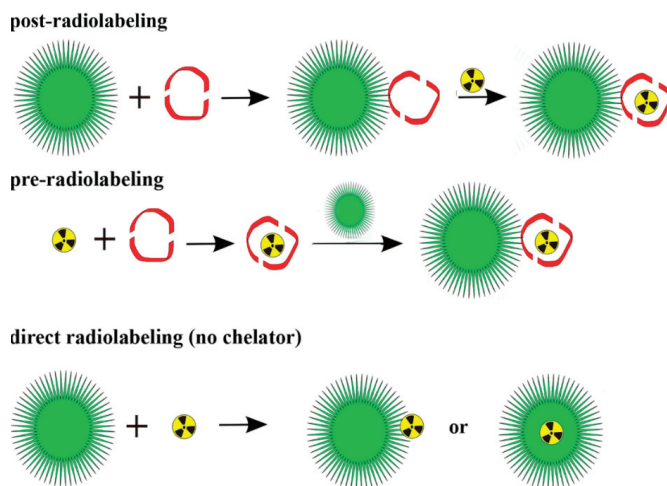 post-radiolabeling
pre-radiolabeling
direct radiolabeling (no chelator)
or